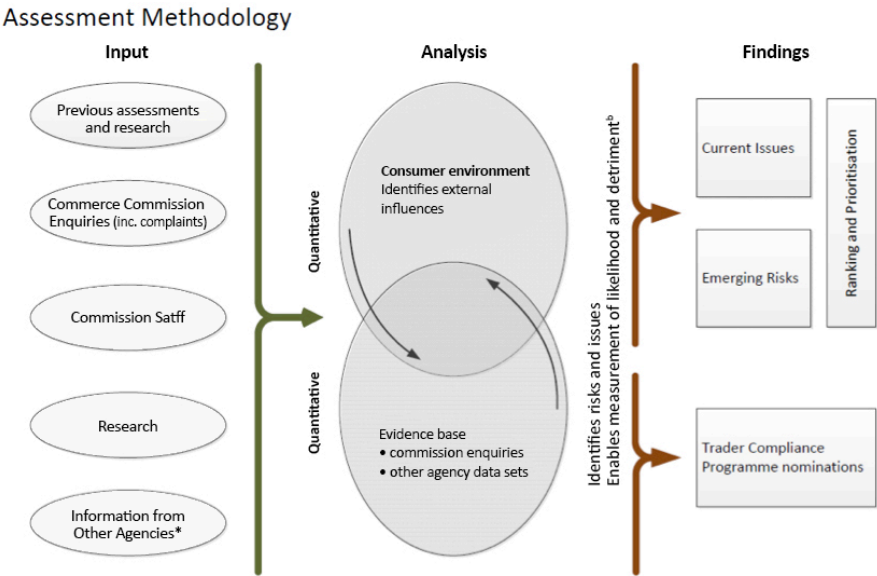 Assessment Methodology
Input
Previous assessments
and research
Commerce Commission
Enquiries (inc. complaints)
Commission Satff
Research
Information from
Other Agencies*
Analysis
Quantitative
Quantitative
Consumer environment
Identifies external
influences
Evidence base
• commission enquiries
• other agency data sets
Identifies risks and issues
Enables measurement of likelihood and detrimentᵇ
Findings
Current Issues
Emerging Risks
Ranking and Prioritisation
Trader Compliance
Programme nominations